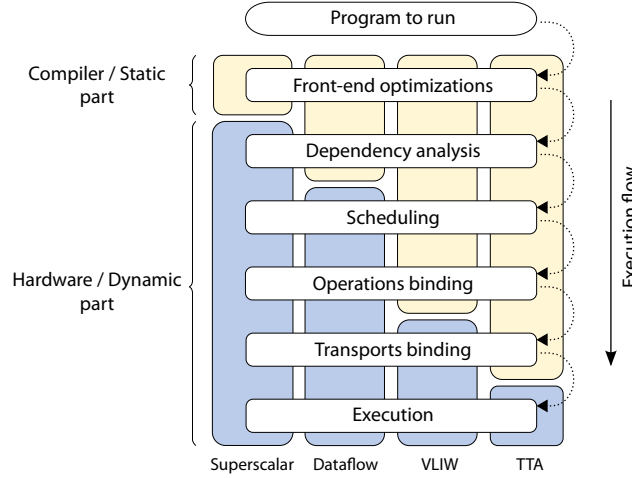 Program to run
Compiler / Static
part
Front-end optimizations
Dependency analysis
Scheduling
Hardware / Dynamic
part
Operations binding
Transports binding
Execution
Execution flow
Superscalar
Dataflow
VLIW
TTA